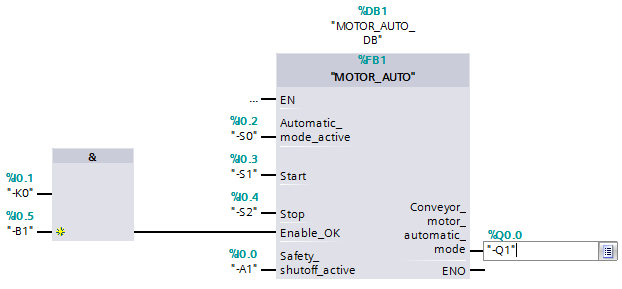 %DB1
"MOTOR_AUTO_
DB"
%FB1
"MOTOR_AUTO"
... EN
%I0.2
"-S0"
Automatic_
mode_active
%I0.3
"-S1"
Start
%I0.4
"-S2"
Stop
&
%I0.1
"-K0"
%I0.5
"-B1"
Enable_OK
%I0.0
"-A1"
Safety_
shutoff_active
Conveyor_
motor_
automatic_
mode
%Q0.0
"-Q1"
ENO